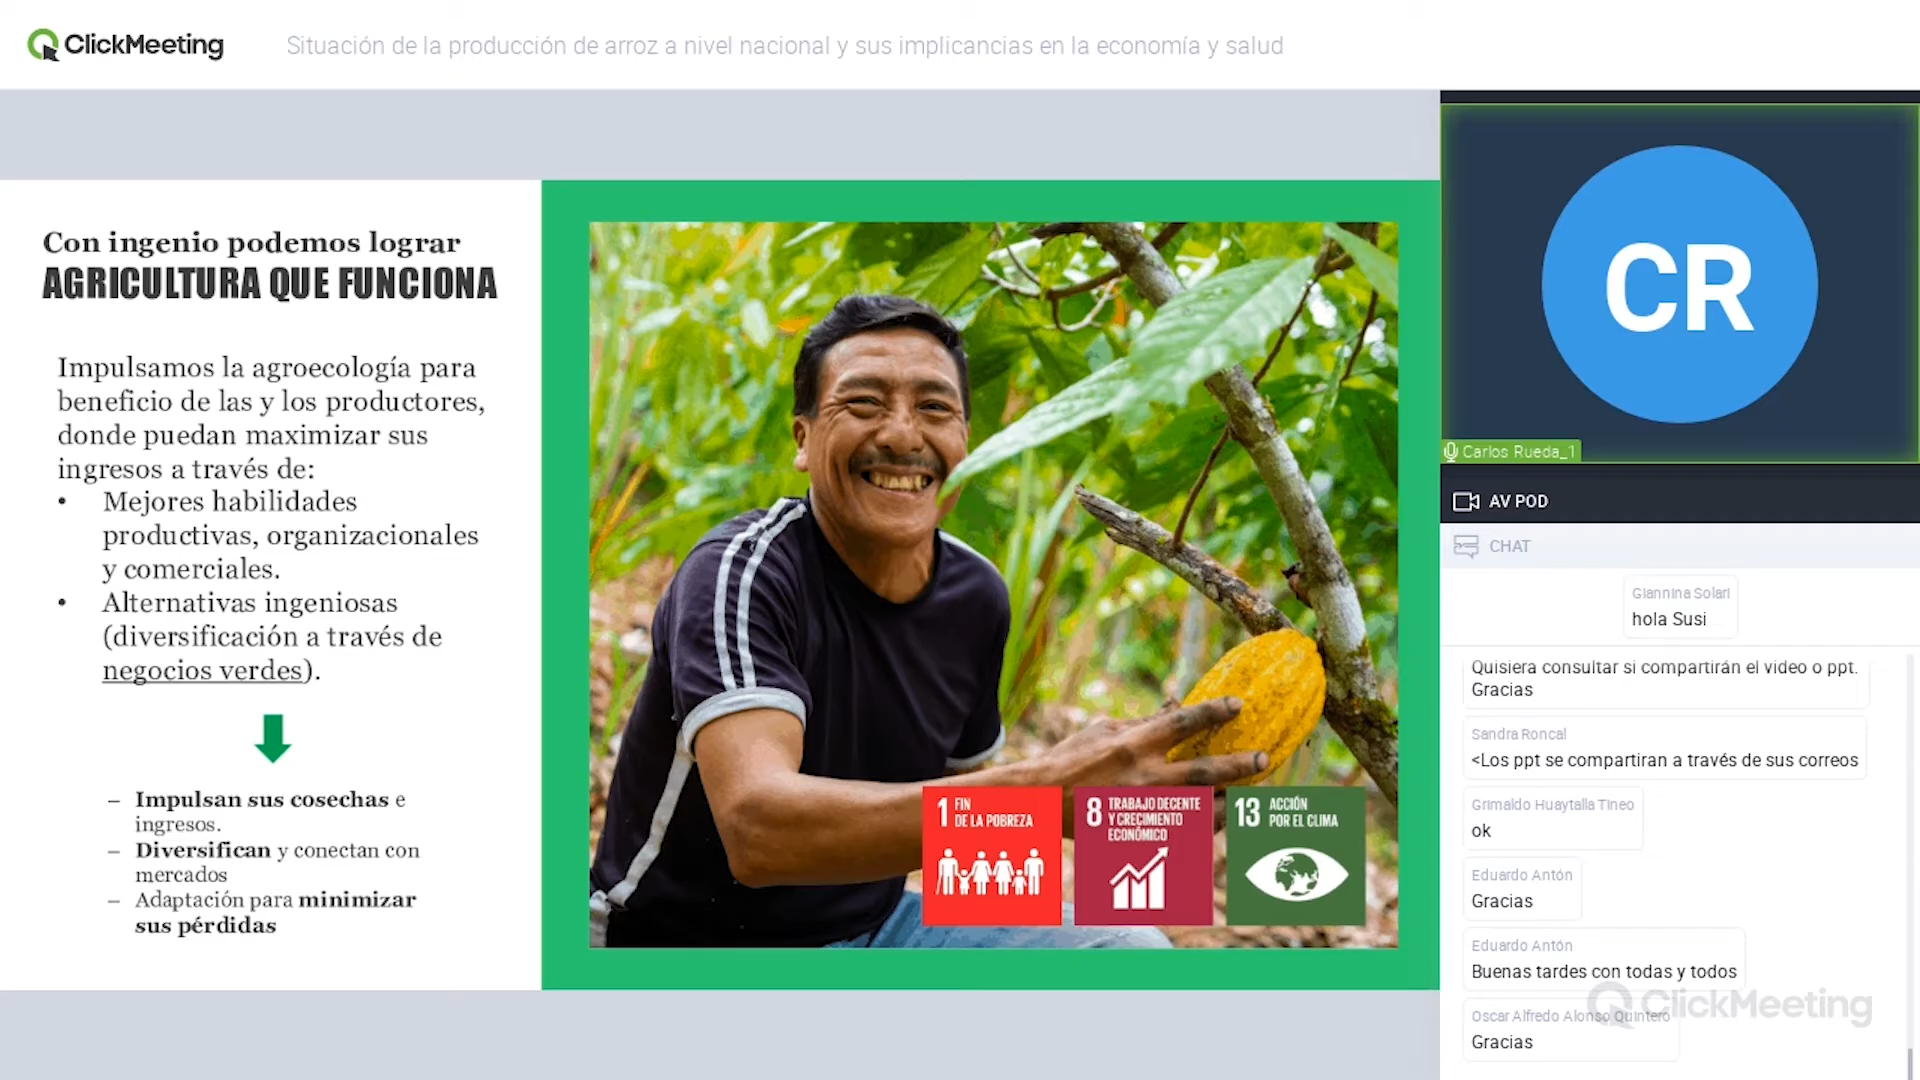 ClickMeeting
Situación de la producción de arroz a nivel nacional y sus implicancias en la economía y salud
Con ingenio podemos lograr
AGRICULTURA QUE FUNCIONA
Impulsamos la agroecología para
beneficio de las y los productores,
donde puedan maximizar sus
ingresos a través de:
• Mejores habilidades
productivas, organizacionales
y comerciales.
• Alternativas ingeniosas
(diversificación a través de
negocios verdes).
– Impulsan sus cosechas e
ingresos.
– Diversifican y conectan con
mercados
– Adaptación para minimizar
sus pérdidas
1 FIN
DE LA POBREZA
8 TRABAJO DECENTE
Y CRECIMIENTO
ECONÓMICO
13 ACCIÓN
POR EL CLIMA
CR
Carlos Rueda_1
AV POD
CHAT
Giannina Solari
hola Susi
Quisiera consultar si compartirán el video o ppt.
Gracias
Sandra Roncal
<Los ppt se compartiran a través de sus correos
Grimaldo Huaytalla Tineo
ok
Eduardo Antón
Gracias
Eduardo Antón
Buenas tardes con todas y todos
Oscar Alfredo Alonso Quintero
Gracias
ClickMeeting